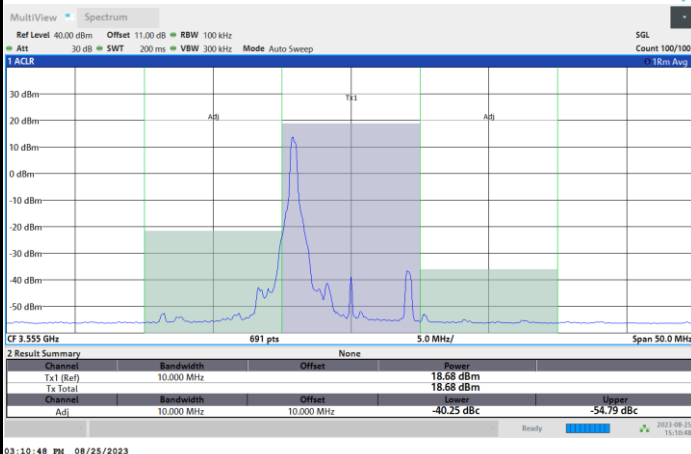 MultiView Spectrum
Ref Level 40.00 dBm Offset 11.00 dB RBW 100 kHz SGL
Att 30 dB SWT 200 ms VBW 300 kHz Mode Auto Sweep Count 100/100
1 ACLR 1Rm Avg
30 dBm
Tx1
20 dBm
Adj Adj
10 dBm
0 dBm
-10 dBm
-20 dBm
-30 dBm
-40 dBm
-50 dBm
CF 3.555 GHz 691 pts 5.0 MHz/ Span 50.0 MHz
2 Result Summary None
Channel Bandwidth Offset Power
Tx1 (Ref) 10.000 MHz 18.68 dBm
Tx Total 18.68 dBm
Channel Bandwidth Offset Lower Upper
Adj 10.000 MHz 10.000 MHz -40.25 dBc -54.79 dBc
Ready 2023-08-25
15:10:48
03:10:48 PM 08/25/2023